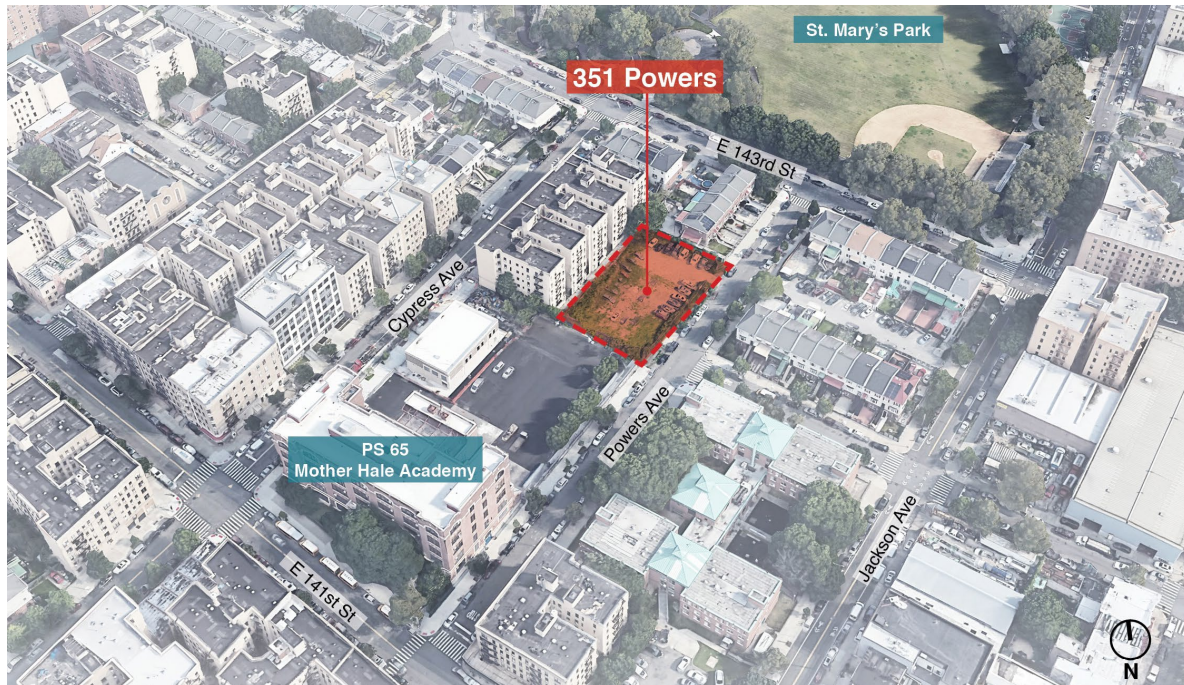 St. Mary's Park
351 Powers
E 143rd St
Cypress Ave
Powers Ave
PS 65
Mother Hale Academy
Jackson Ave
E 141st St
N